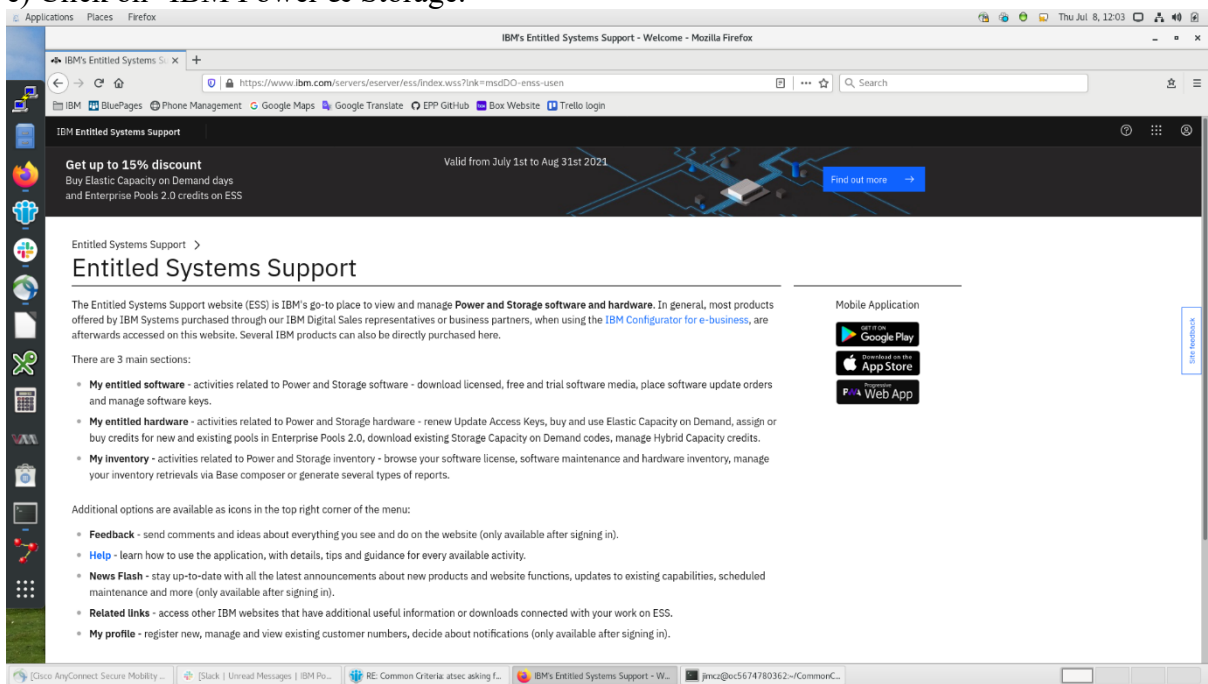 c) Click on "IBM Power & Storage."
Applications Places Firefox
Thu Jul 8, 12:03
IBM's Entitled Systems Support - Welcome - Mozilla Firefox
IBM's Entitled Systems Su
https://www.ibm.com/servers/eserver/ess/index.wss?lnk=msdDO-enss-usen
Search
IBM BluePages Phone Management Google Maps Google Translate EPP GitHub Box Website Trello login
IBM Entitled Systems Support
Get up to 15% discount
Buy Elastic Capacity on Demand days
and Enterprise Pools 2.0 credits on ESS
Valid from July 1st to Aug 31st 2021
Find out more →
Entitled Systems Support >
Entitled Systems Support
The Entitled Systems Support website (ESS) is IBM's go-to place to view and manage Power and Storage software and hardware. In general, most products
offered by IBM Systems purchased through our IBM Digital Sales representatives or business partners, when using the IBM Configurator for e-business, are
afterwards accessed on this website. Several IBM products can also be directly purchased here.
There are 3 main sections:
• My entitled software - activities related to Power and Storage software - download licensed, free and trial software media, place software update orders
and manage software keys.
• My entitled hardware - activities related to Power and Storage hardware - renew Update Access Keys, buy and use Elastic Capacity on Demand, assign or
buy credits for new and existing pools in Enterprise Pools 2.0, download existing Storage Capacity on Demand codes, manage Hybrid Capacity credits.
• My inventory - activities related to Power and Storage inventory - browse your software license, software maintenance and hardware inventory, manage
your inventory retrievals via Base composer or generate several types of reports.
Additional options are available as icons in the top right corner of the menu:
• Feedback - send comments and ideas about everything you see and do on the website (only available after signing in).
• Help - learn how to use the application, with details, tips and guidance for every available activity.
• News Flash - stay up-to-date with all the latest announcements about new products and website functions, updates to existing capabilities, scheduled
maintenance and more (only available after signing in).
• Related links - access other IBM websites that have additional useful information or downloads connected with your work on ESS.
• My profile - register new, manage and view existing customer numbers, decide about notifications (only available after signing in).
Mobile Application
GET IT ON
Google Play
Download on the
App Store
Progressive
PWA Web App
Site feedback
[Cisco AnyConnect Secure Mobility ... [Slack | Unread Messages | IBM Po... RE: Common Criteria: atsec asking f... IBM's Entitled Systems Support - W... jimcz@oc5674780362:~/CommonC...